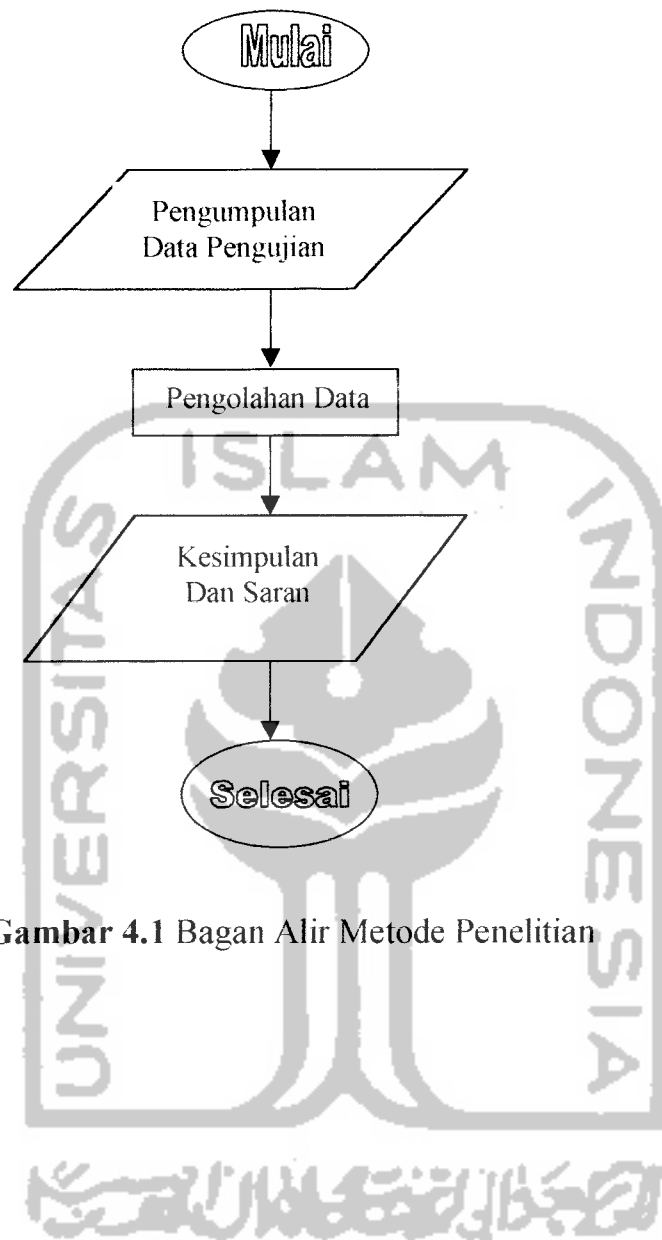 Mulai
Pengumpulan
Data Pengujian
Pengolahan Data
Kesimpulan
Dan Saran
Selesai
Gambar 4.1 Bagan Alir Metode Penelitian
UNIVERSITAS ISLAM INDONESIA